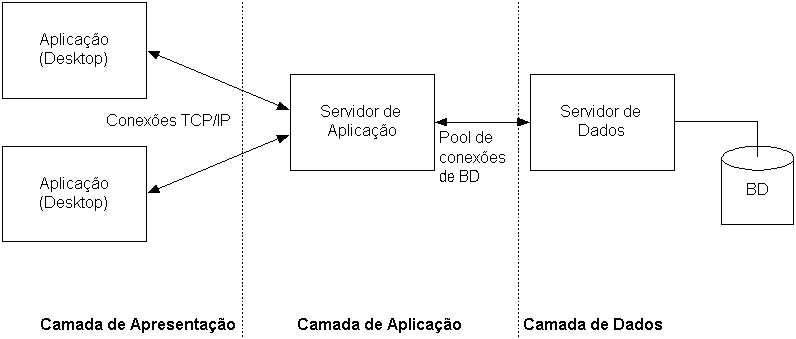 Aplicação
(Desktop)
Conexões TCP/IP
Aplicação
(Desktop)
Servidor de
Aplicação
Pool de
conexões
de BD
Servidor de
Dados
BD
Camada de Apresentação
Camada de Aplicação
Camada de Dados